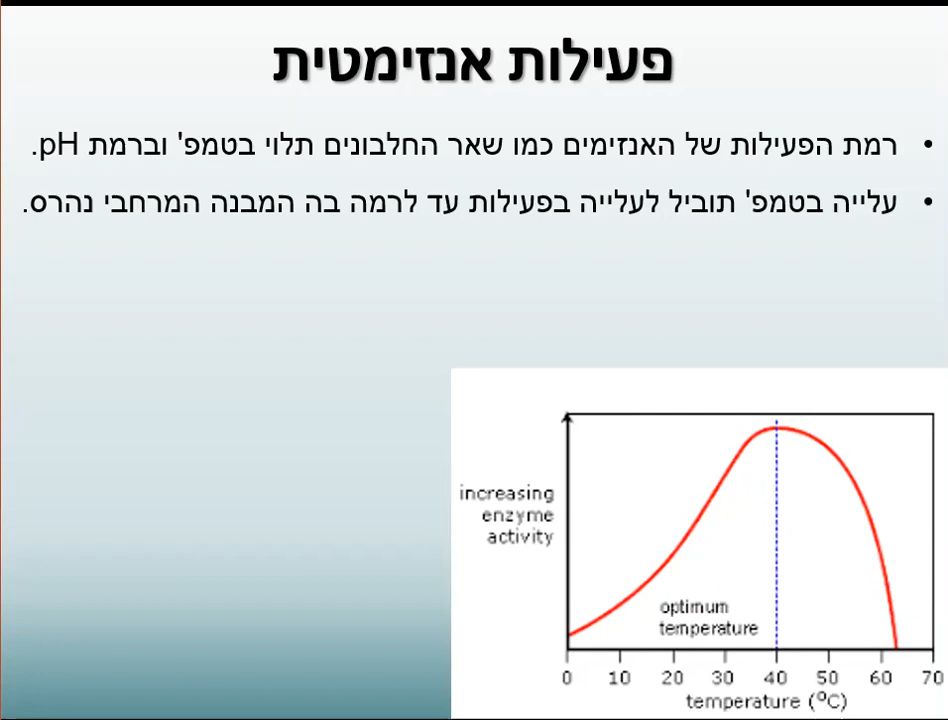 פעילות אנזימטית
• רמת הפעילות של האנזימים כמו שאר החלבונים תלוי בטמפ' וברמת pH.
• עלייה בטמפ' תוביל לעלייה בפעילות עד לרמה בה המבנה המרחבי נהרס.
increasing
enzyme
activity
optimum
temperature
0 10 20 30 40 50 60 70
temperature (°C)